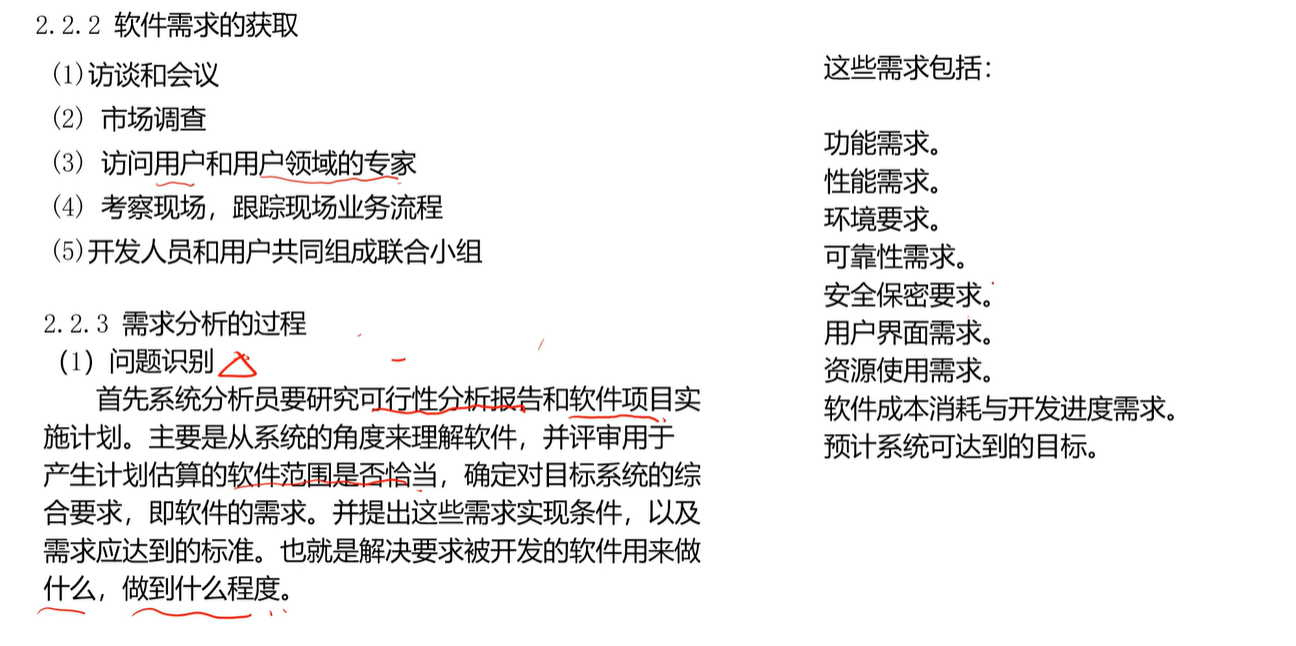 2.2.2 软件需求的获取
(1)访谈和会议
(2) 市场调查
(3) 访问用户和用户领域的专家
(4) 考察现场，跟踪现场业务流程
(5)开发人员和用户共同组成联合小组
2.2.3 需求分析的过程
(1) 问题识别
首先系统分析员要研究可行性分析报告和软件项目实
施计划。主要是从系统的角度来理解软件，并评审用于
产生计划估算的软件范围是否恰当，确定对目标系统的综
合要求，即软件的需求。并提出这些需求实现条件，以及
需求应达到的标准。也就是解决要求被开发的软件用来做
什么，做到什么程度。
这些需求包括：
功能需求。
性能需求。
环境要求。
可靠性需求。
安全保密要求。
用户界面需求。
资源使用需求。
软件成本消耗与开发进度需求。
预计系统可达到的目标。